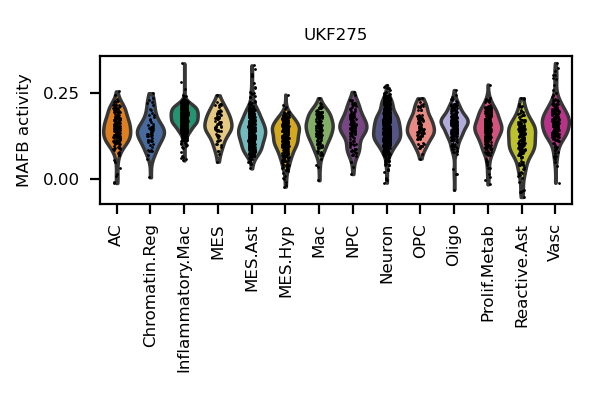 UKF275
MAFB activity
0.25
0.00
AC
Chromatin.Reg
Inflammatory.Mac
MES
MES.Ast
MES.Hyp
Mac
NPC
Neuron
OPC
Oligo
Prolif.Metab
Reactive.Ast
Vasc